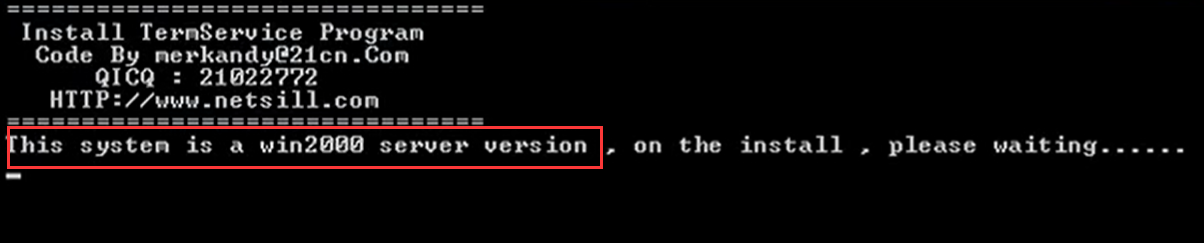 ================================
Install TermService Program
Code By merkandy@21cn.Com
QICQ : 21022772
HTTP://www.netsill.com
================================
This system is a win2000 server version , on the install , please waiting......